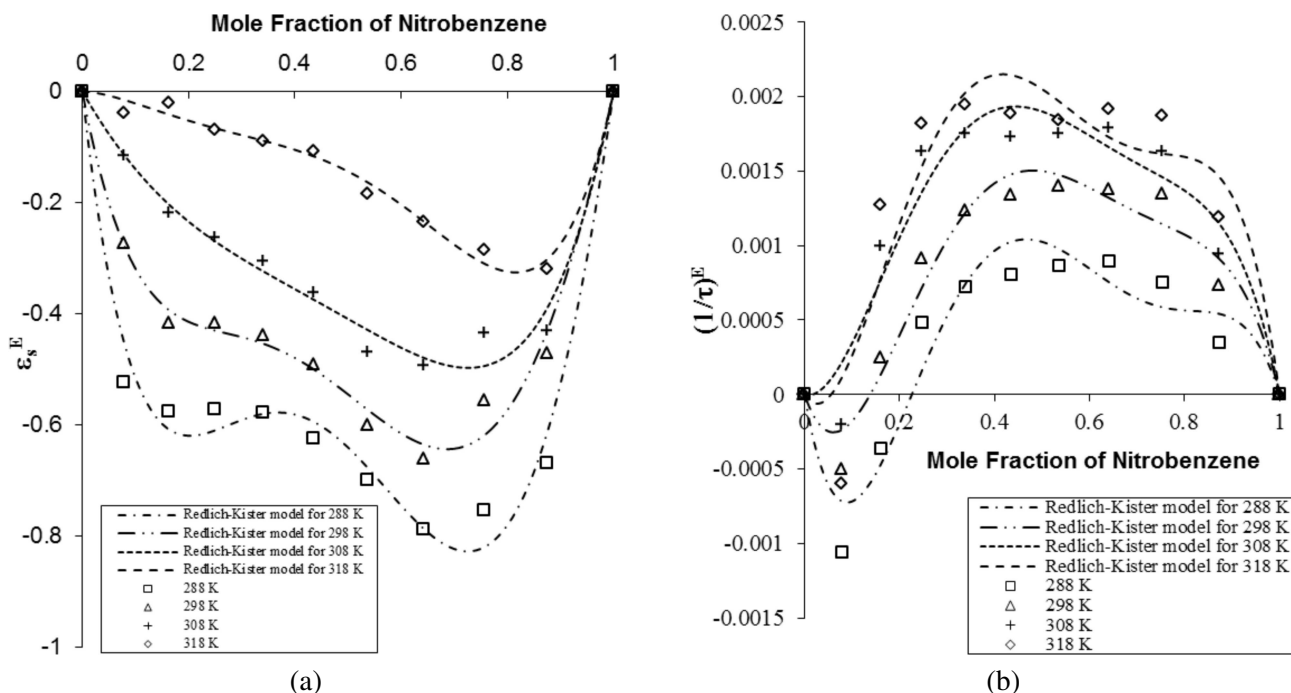 Mole Fraction of Nitrobenzene
0 0.2 0.4 0.6 0.8 1
0
-0.2
-0.4
-0.6
-0.8
-1
εsE
Redlich-Kister model for 288 K
Redlich-Kister model for 298 K
Redlich-Kister model for 308 K
Redlich-Kister model for 318 K
288 K
298 K
308 K
318 K
(a)
0.0025
0.002
0.0015
0.001
0.0005
0
-0.0005
-0.001
-0.0015
(1/τ)E
0 0.2 0.4 0.6 0.8 1
Mole Fraction of Nitrobenzene
Redlich-Kister model for 288 K
Redlich-Kister model for 298 K
Redlich-Kister model for 308 K
Redlich-Kister model for 318 K
288 K
298 K
308 K
318 K
(b)